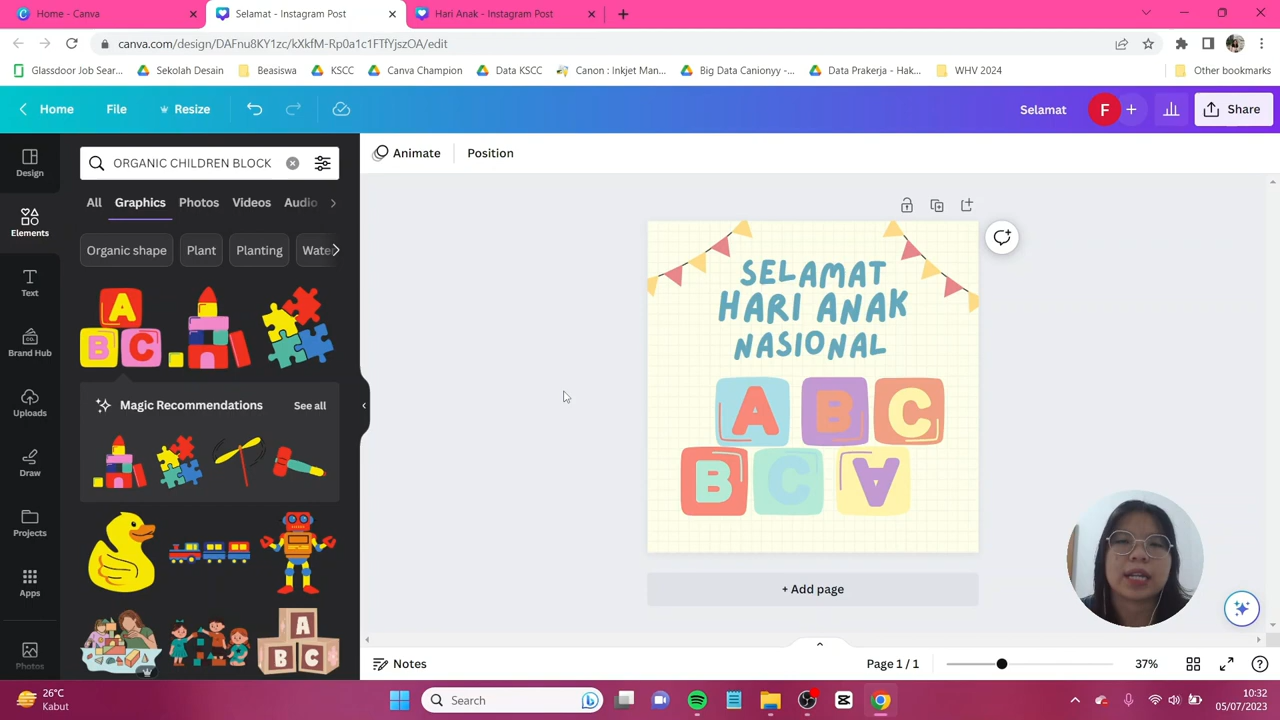 Home - Canva
Selamat - Instagram Post
Hari Anak - Instagram Post
canva.com/design/DAFnu8KY1zc/kXkfM-Rp0a1c1FTfYjszOA/edit
Glassdoor Job Sear...
Sekolah Desain
Beasiswa
KSCC
Canva Champion
Data KSCC
Canon : Inkjet Man...
Big Data Canionyy -...
Data Prakerja - Hak...
WHV 2024
Other bookmarks
Home
File
Resize
Selamat
F
Share
Design
Elements
Text
Brand Hub
Uploads
Draw
Projects
Apps
Photos
ORGANIC CHILDREN BLOCK
All
Graphics
Photos
Videos
Audio
Organic shape
Plant
Planting
Wate
A
B C
Magic Recommendations
See all
A
B C
Animate
Position
SELAMAT
HARI ANAK
NASIONAL
A B C
B C A
+ Add page
Notes
Page 1 / 1
37%
26°C
Kabut
Search
10:32
05/07/2023